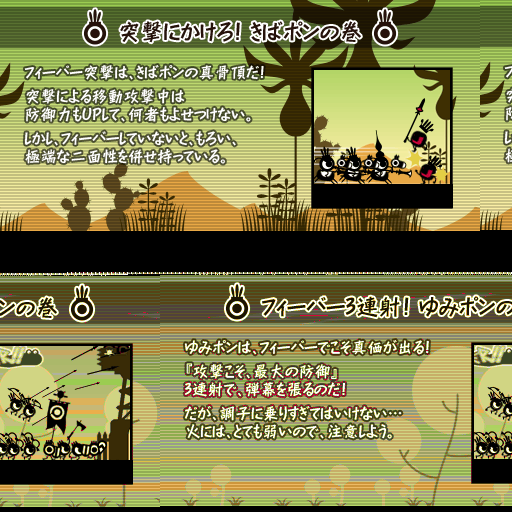 突撃にかけろ! きばポンの巻
フィーバー突撃は、きばポンの真骨頂だ!
突撃による移動攻撃中は
防御力もUPして、何者もよせつけない。
しかし、フィーバーしていないと、もろい、
極端な二面性を併せ持っている。
フ
突
防
し
極
ンの巻
フィーバー3連射! ゆみポンの
ゆみポンは、フィーバーでこそ真価が出る!
『攻撃こそ、最大の防御』
3連射で、弾幕を張るのだ!
だが、調子に乗りすぎてはいけない…
火には、とても弱いので、注意しよう。